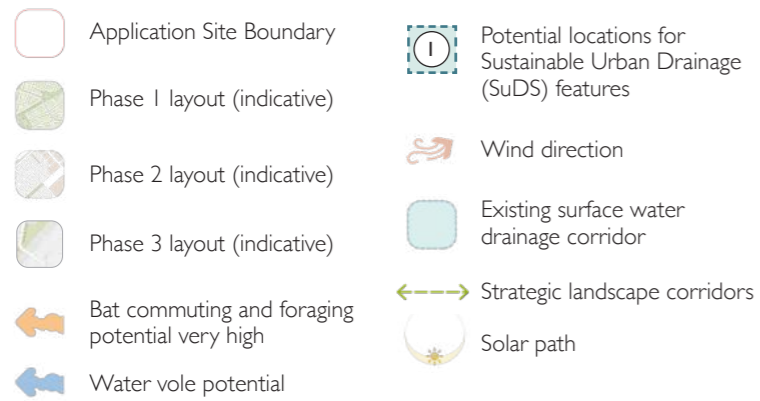 Application Site Boundary
Phase 1 layout (indicative)
Phase 2 layout (indicative)
Phase 3 layout (indicative)
Bat commuting and foraging
potential very high
Water vole potential
1
Potential locations for
Sustainable Urban Drainage
(SuDS) features
Wind direction
Existing surface water
drainage corridor
Strategic landscape corridors
Solar path